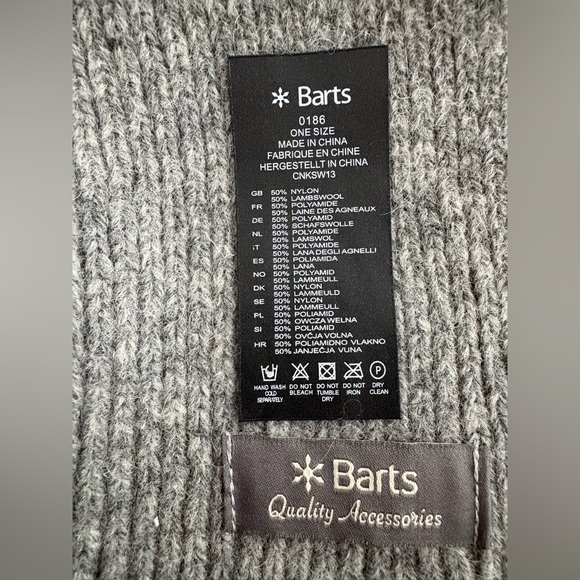 Barts
0186
ONE SIZE
MADE IN CHINA
FABRIQUE EN CHINE
HERGESTELLT IN CHINA
CNKSW13
GB 50% NYLON
50% LAMBSWOOL
FR 50% POLYAMIDE
50% LAINE DES AGNEAUX
DE 50% POLYAMID
50% SCHAFSWOLLE
NL 50% POLYAMIDE
50% LAMSWOL
IT 50% POLYAMIDE
50% LANA DEGLI AGNELLI
ES 50% POLIAMIDA
50% LANA
NO 50% POLYAMID
50% LAMMEULL
DK 50% NYLON
50% LAMMEULD
SE 50% NYLON
50% LAMMEULL
PL 50% POLIAMID
50% OWCZA WELNA
SI 50% POLIAMID
50% OVČJA VOLNA
HR 50% POLIAMIDNO VLAKNO
50% JANJEČJA VUNA
HAND WASH COLD SEPARATELY
DO NOT BLEACH
DO NOT TUMBLE DRY
DO NOT IRON
P
DRY CLEAN
Barts
Quality Accessories